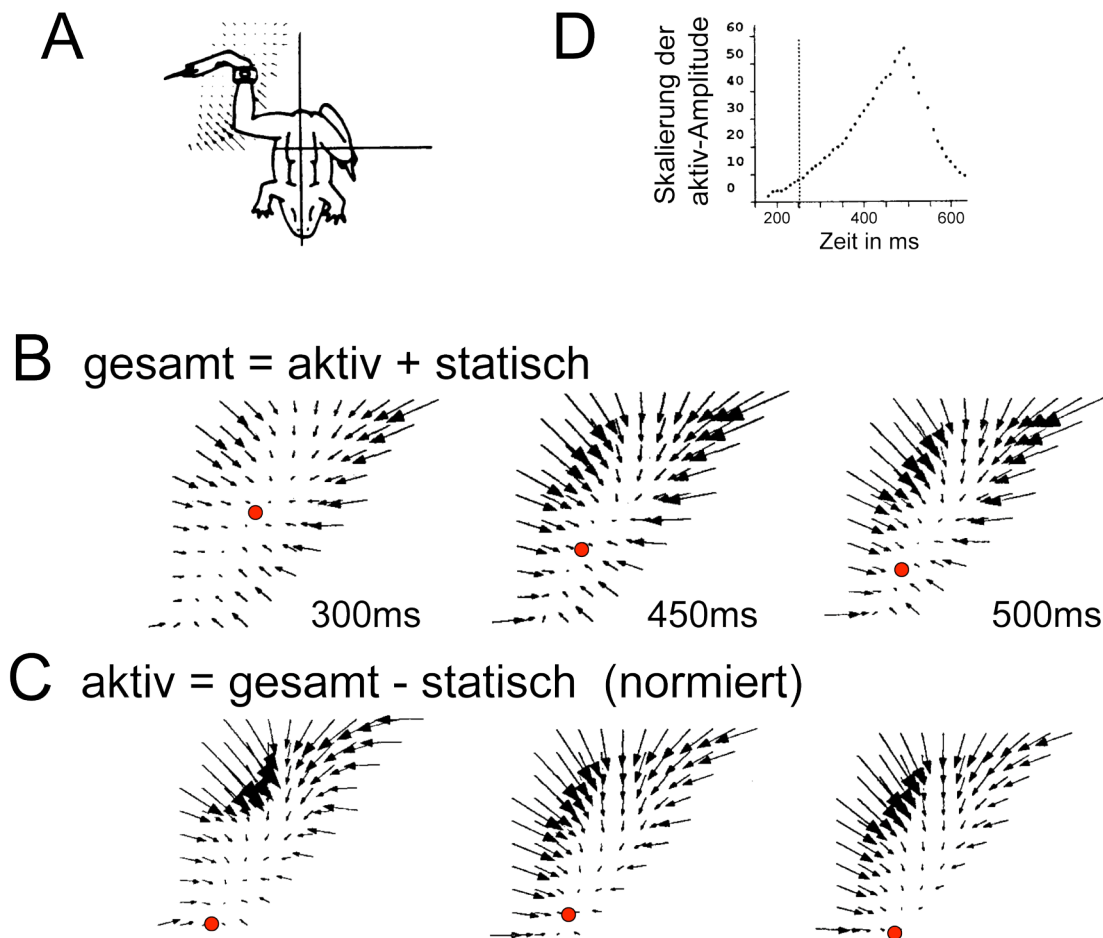 A
D
Skalierung der
aktiv-Amplitude
60
50
40
30
20
10
0
200 400 600
Zeit in ms
B gesamt = aktiv + statisch
300ms 450ms 500ms
C aktiv = gesamt - statisch (normiert)